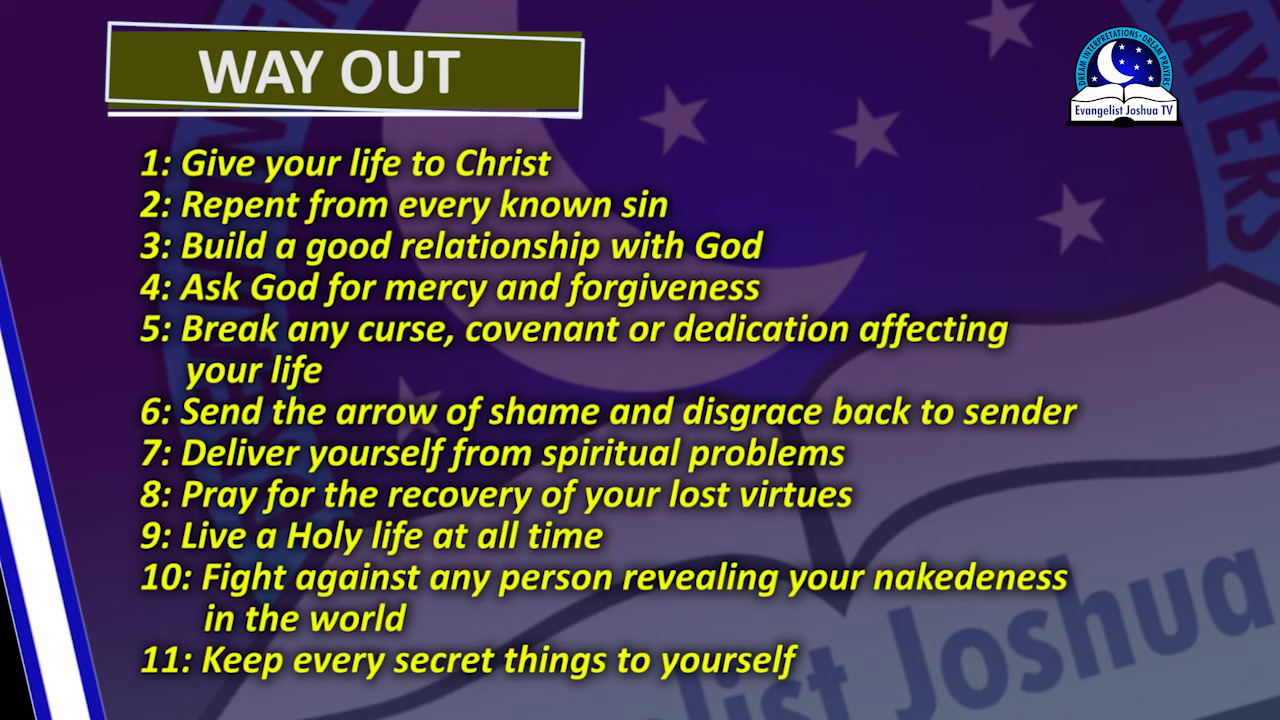 WAY OUT
DREAM INTERPRETATIONS • DREAM PRAYERS
Evangelist Joshua TV
1: Give your life to Christ
2: Repent from every known sin
3: Build a good relationship with God
4: Ask God for mercy and forgiveness
5: Break any curse, covenant or dedication affecting
your life
6: Send the arrow of shame and disgrace back to sender
7: Deliver yourself from spiritual problems
8: Pray for the recovery of your lost virtues
9: Live a Holy life at all time
10: Fight against any person revealing your nakedeness
in the world
11: Keep every secret things to yourself